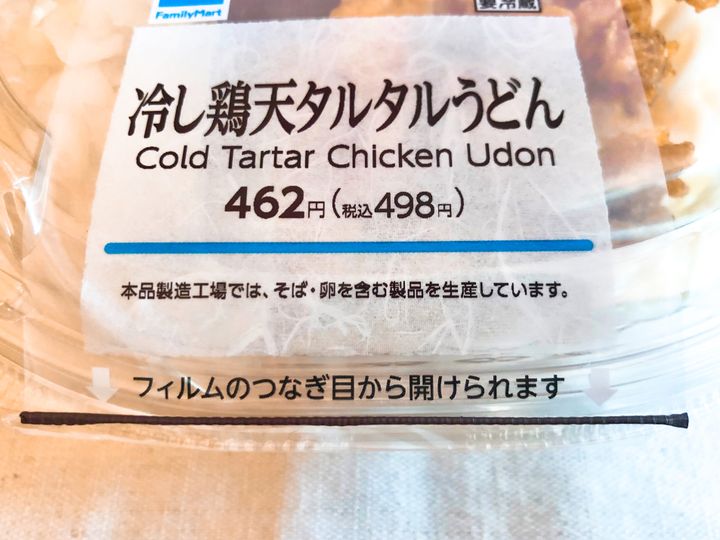 FamilyMart
要冷蔵
冷し鶏天タルタルうどん
Cold Tartar Chicken Udon
462円(税込498円)
本品製造工場では、そば・卵を含む製品を生産しています。
フィルムのつなぎ目から開けられます